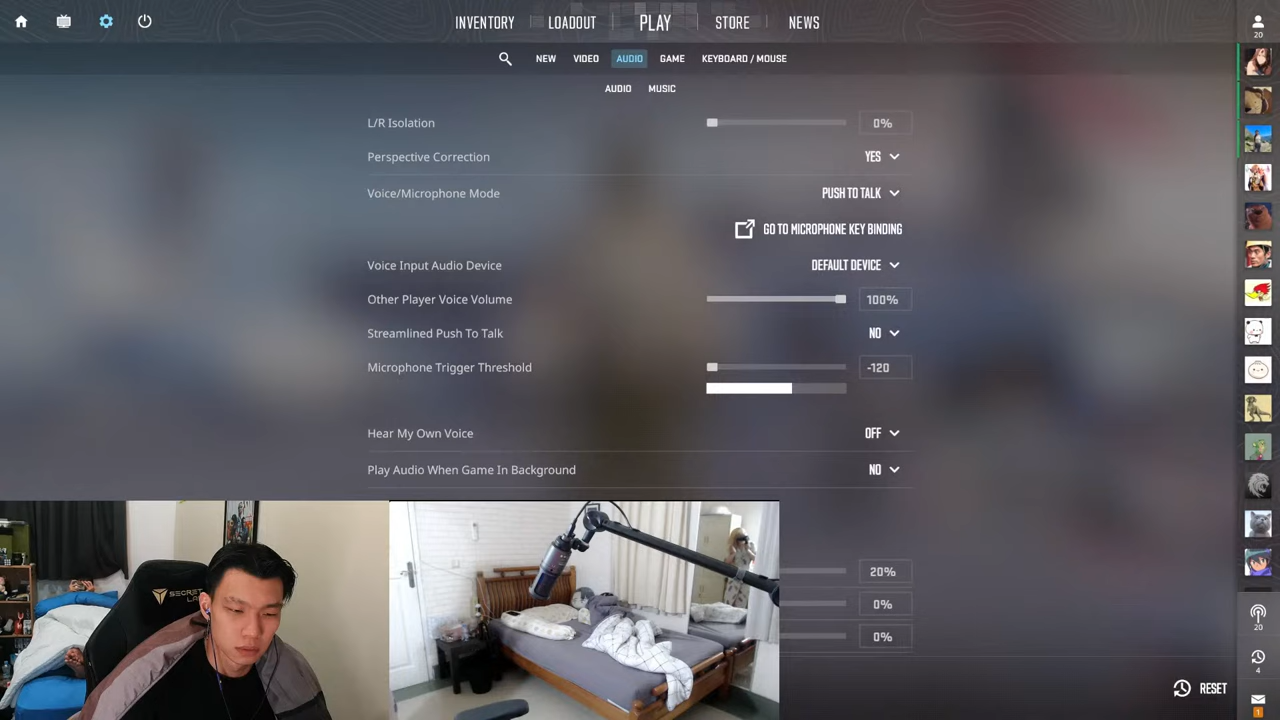 INVENTORY
LOADOUT
PLAY
STORE
NEWS
20
NEW
VIDEO
AUDIO
GAME
KEYBOARD / MOUSE
AUDIO
MUSIC
L/R Isolation
0%
Perspective Correction
YES
Voice/Microphone Mode
PUSH TO TALK
GO TO MICROPHONE KEY BINDING
Voice Input Audio Device
DEFAULT DEVICE
Other Player Voice Volume
100%
Streamlined Push To Talk
NO
Microphone Trigger Threshold
-120
Hear My Own Voice
OFF
Play Audio When Game In Background
NO
20%
0%
0%
20
4
1
RESET